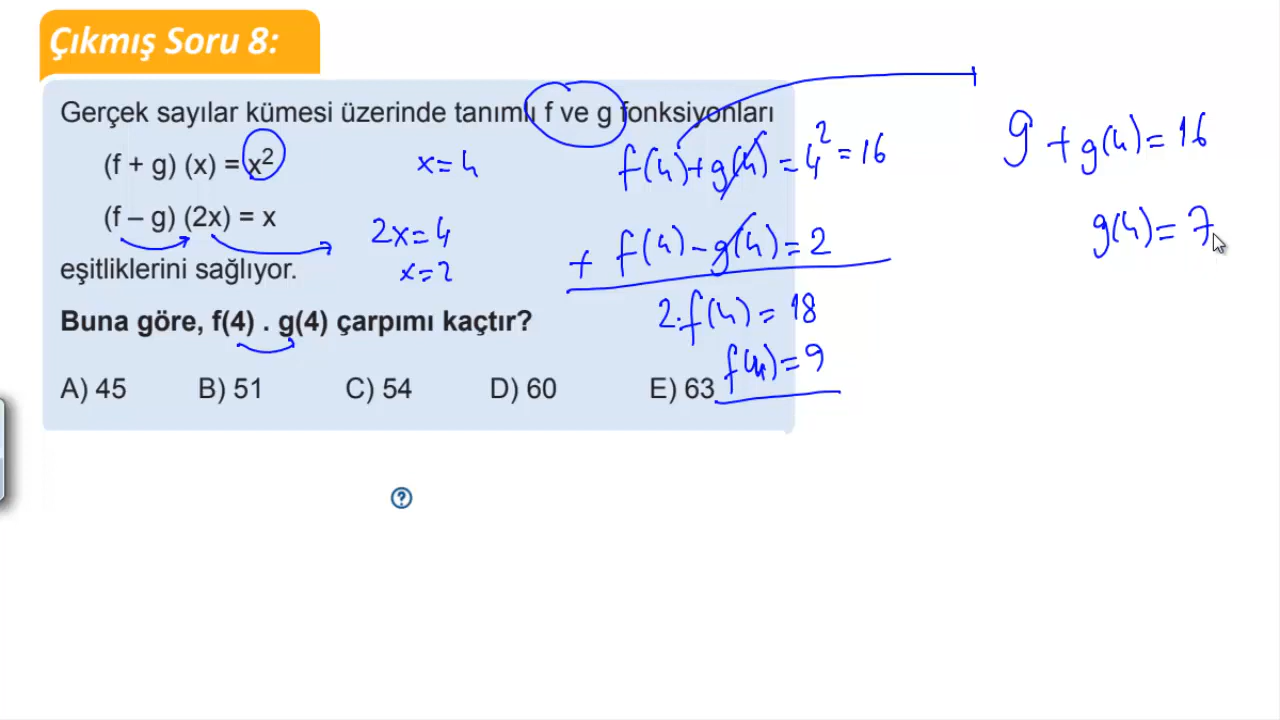 Çıkmış Soru 8:
Gerçek sayılar kümesi üzerinde tanımlı f ve g fonksiyonları
(f + g) (x) = x²
(f – g) (2x) = x
eşitliklerini sağlıyor.
Buna göre, f(4) . g(4) çarpımı kaçtır?
A) 45 B) 51 C) 54 D) 60 E) 63
x=4
2x=4
x=2
f(4)+g(4)=4²=16
+ f(4)-g(4)=2
2.f(4)=18
f(4)=9
9+g(4)=16
g(4)=7